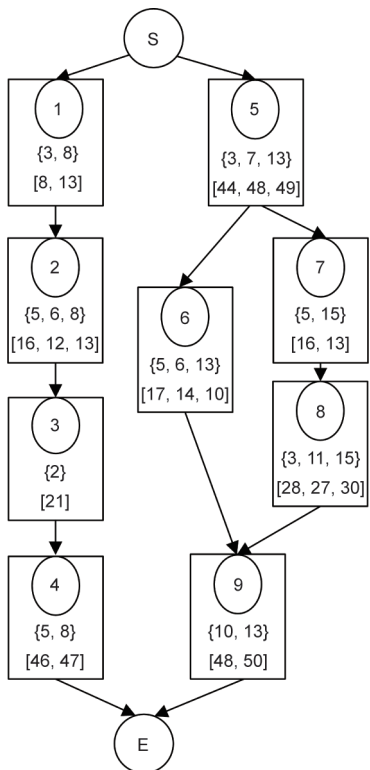 S
1
{3, 8}
[8, 13]
5
{3, 7, 13}
[44, 48, 49]
2
{5, 6, 8}
[16, 12, 13]
7
{5, 15}
[16, 13]
6
{5, 6, 13}
[17, 14, 10]
3
{2}
[21]
8
{3, 11, 15}
[28, 27, 30]
4
{5, 8}
[46, 47]
9
{10, 13}
[48, 50]
E